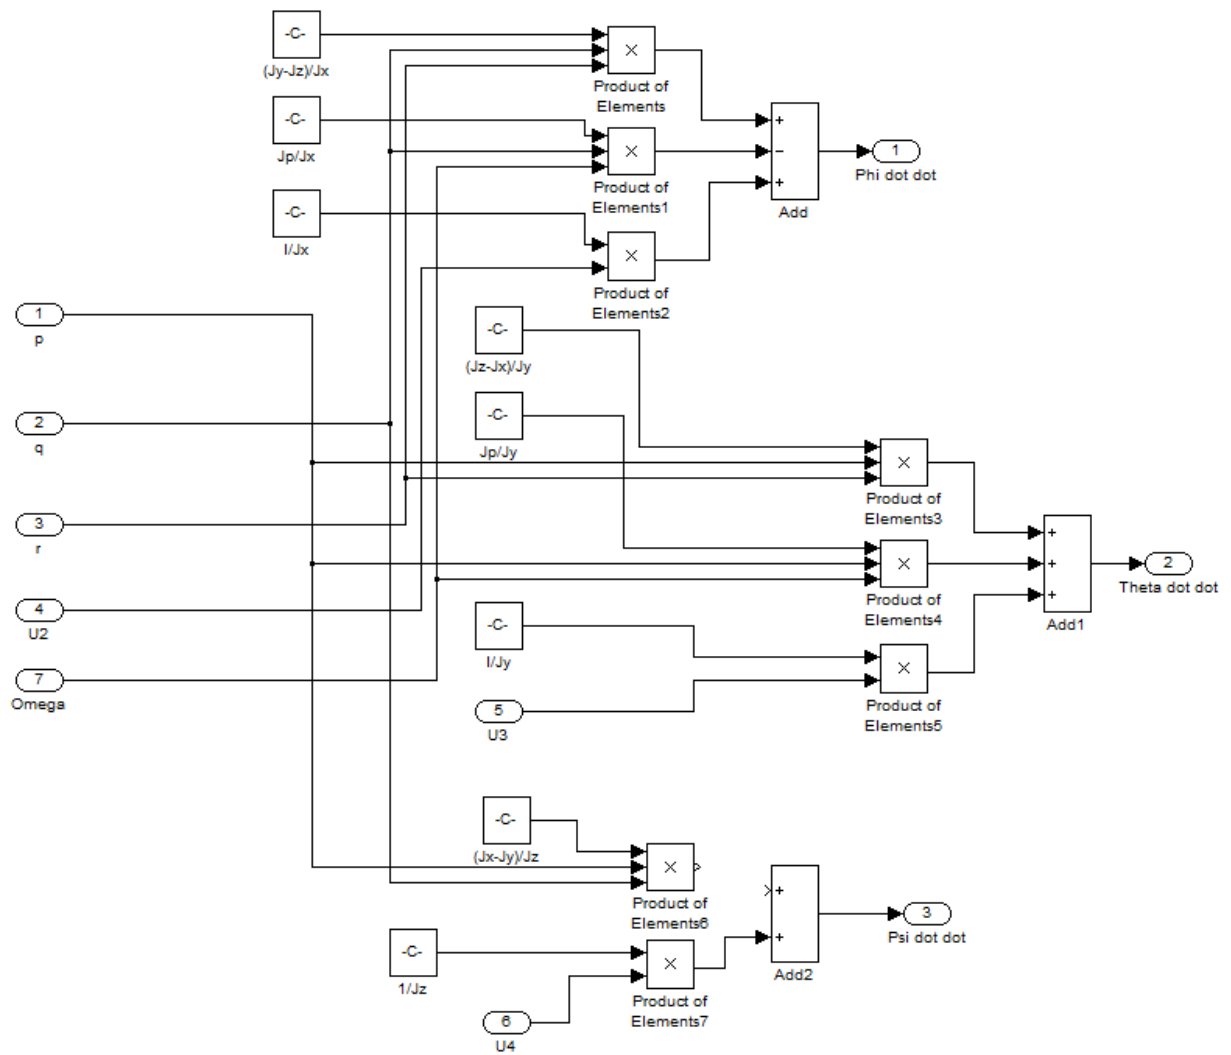 -C-
(Jy-Jz)/Jx
Product of
Elements
-C-
Jp/Jx
Product of
Elements1
+
−
+
Add
1
Phi dot dot
-C-
I/Jx
Product of
Elements2
1
p
-C-
(Jz-Jx)/Jy
2
q
-C-
Jp/Jy
Product of
Elements3
3
r
Product of
Elements4
+
+
+
Add1
2
Theta dot dot
4
U2
-C-
I/Jy
Product of
Elements5
7
Omega
5
U3
-C-
(Jx-Jy)/Jz
Product of
Elements6
+
+
Add2
3
Psi dot dot
-C-
1/Jz
Product of
Elements7
6
U4